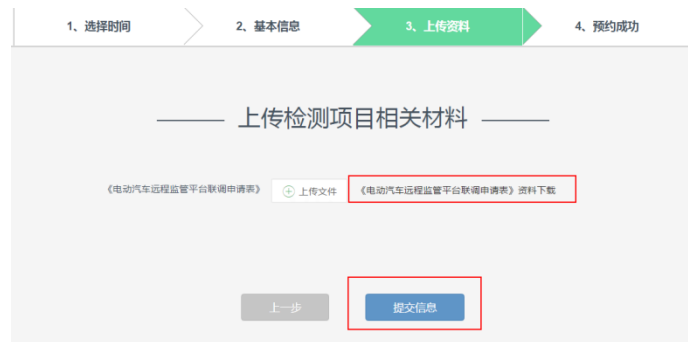 1、选择时间
2、基本信息
3、上传资料
4、预约成功
上传检测项目相关材料
《电动汽车远程监管平台联调申请表》 上传文件 《电动汽车远程监管平台联调申请表》资料下载
上一步 提交信息